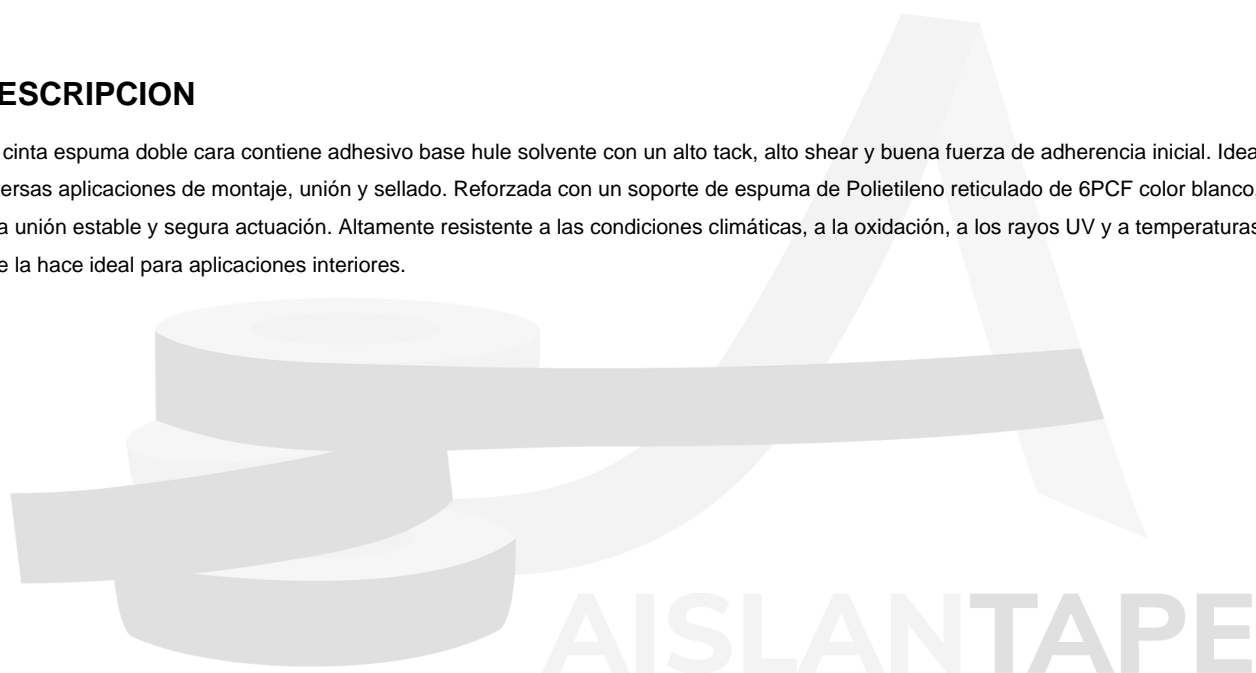 ESCRIPCION
cinta espuma doble cara contiene adhesivo base hule solvente con un alto tack, alto shear y buena fuerza de adherencia inicial. Idea
ersas aplicaciones de montaje, unión y sellado. Reforzada con un soporte de espuma de Polietileno reticulado de 6PCF color blanco.
a unión estable y segura actuación. Altamente resistente a las condiciones climáticas, a la oxidación, a los rayos UV y a temperaturas
e la hace ideal para aplicaciones interiores.
AISLANTAPE